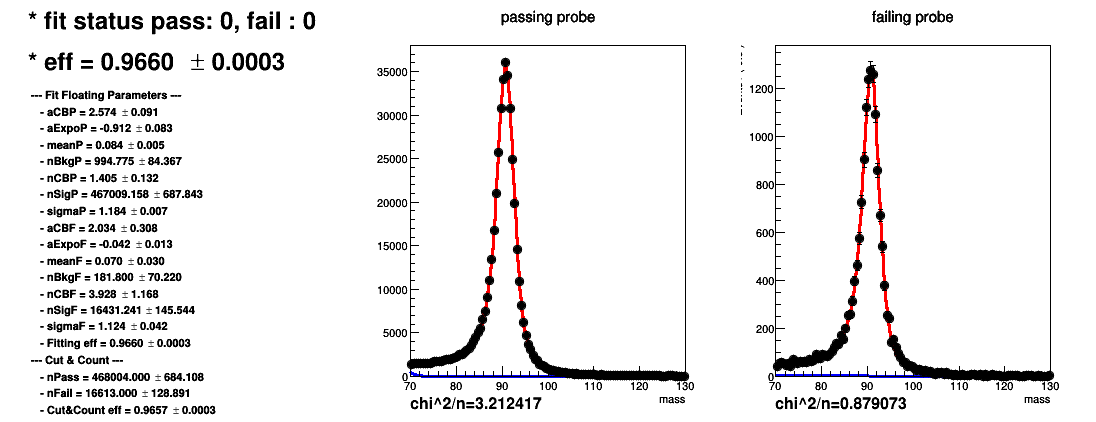 * fit status pass: 0, fail : 0
* eff = 0.9660 ± 0.0003
--- Fit Floating Parameters ---
- aCBP = 2.574 ± 0.091
- aExpoP = -0.912 ± 0.083
- meanP = 0.084 ± 0.005
- nBkgP = 994.775 ± 84.367
- nCBP = 1.405 ± 0.132
- nSigP = 467009.158 ± 687.843
- sigmaP = 1.184 ± 0.007
- aCBF = 2.034 ± 0.308
- aExpoF = -0.042 ± 0.013
- meanF = 0.070 ± 0.030
- nBkgF = 181.800 ± 70.220
- nCBF = 3.928 ± 1.168
- nSigF = 16431.241 ± 145.544
- sigmaF = 1.124 ± 0.042
- Fitting eff = 0.9660 ± 0.0003
--- Cut & Count ---
- nPass = 468004.000 ± 684.108
- nFail = 16613.000 ± 128.891
- Cut&Count eff = 0.9657 ± 0.0003
passing probe
35000
30000
25000
20000
15000
10000
5000
0
70 80 90 100 110 120 130
mass
chi^2/n=3.212417
failing probe
1200
1000
800
600
400
200
0
70 80 90 100 110 120 130
mass
chi^2/n=0.879073